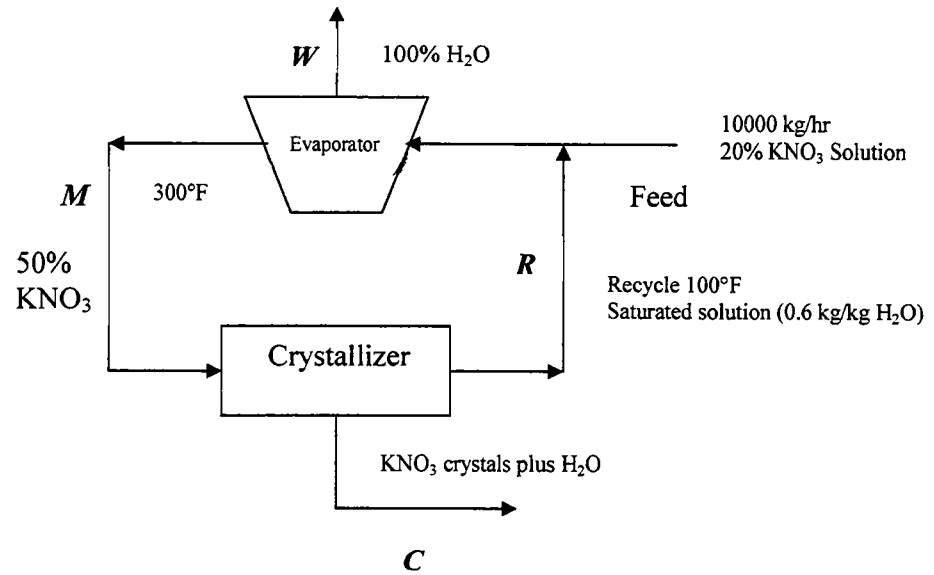 W
100% H₂O
Evaporator
10000 kg/hr
20% KNO₃ Solution
M
300°F
Feed
50%
KNO₃
R
Recycle 100°F
Saturated solution (0.6 kg/kg H₂O)
Crystallizer
KNO₃ crystals plus H₂O
C